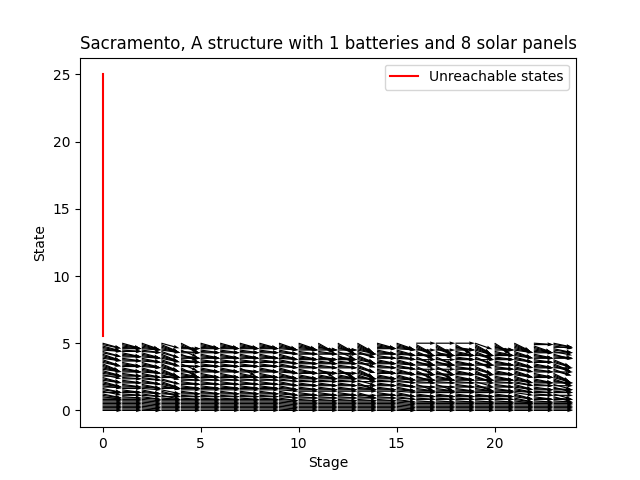 Sacramento, A structure with 1 batteries and 8 solar panels
Unreachable states
25
20
15
10
5
0
State
0 5 10 15 20
Stage